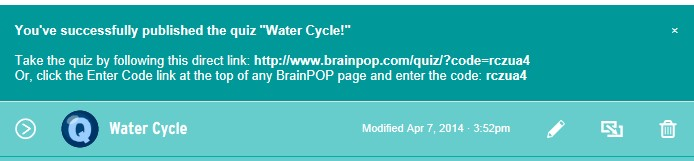 You've successfully published the quiz "Water Cycle!"
×
Take the quiz by following this direct link: http://www.brainpop.com/quiz/?code=rczua4
Or, click the Enter Code link at the top of any BrainPOP page and enter the code: rczua4
Q Water Cycle Modified Apr 7, 2014 · 3:52pm